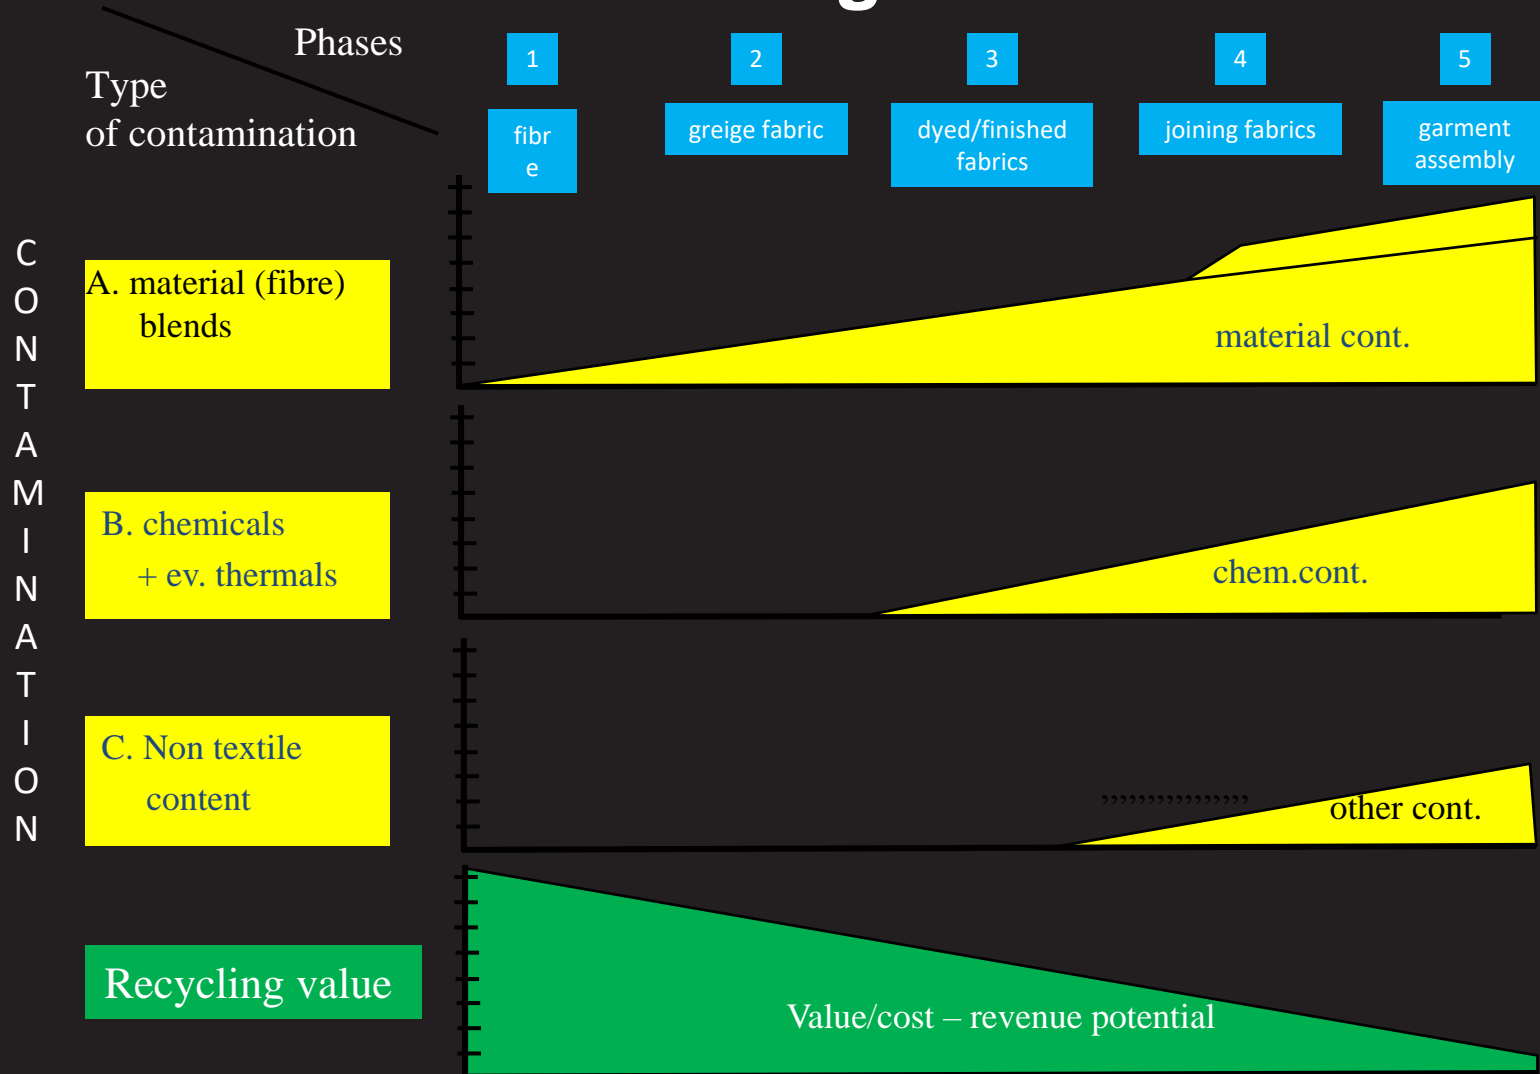 Phases
Type
of contamination
1
2
3
4
5
fibr
e
greige fabric
dyed/finished
fabrics
joining fabrics
garment
assembly
C
O
N
T
A
M
I
N
A
T
I
O
N
A. material (fibre)
blends
material cont.
B. chemicals
+ ev. thermals
chem.cont.
C. Non textile
content
,,,,,,,,,,,,,,,,
other cont.
Recycling value
Value/cost – revenue potential